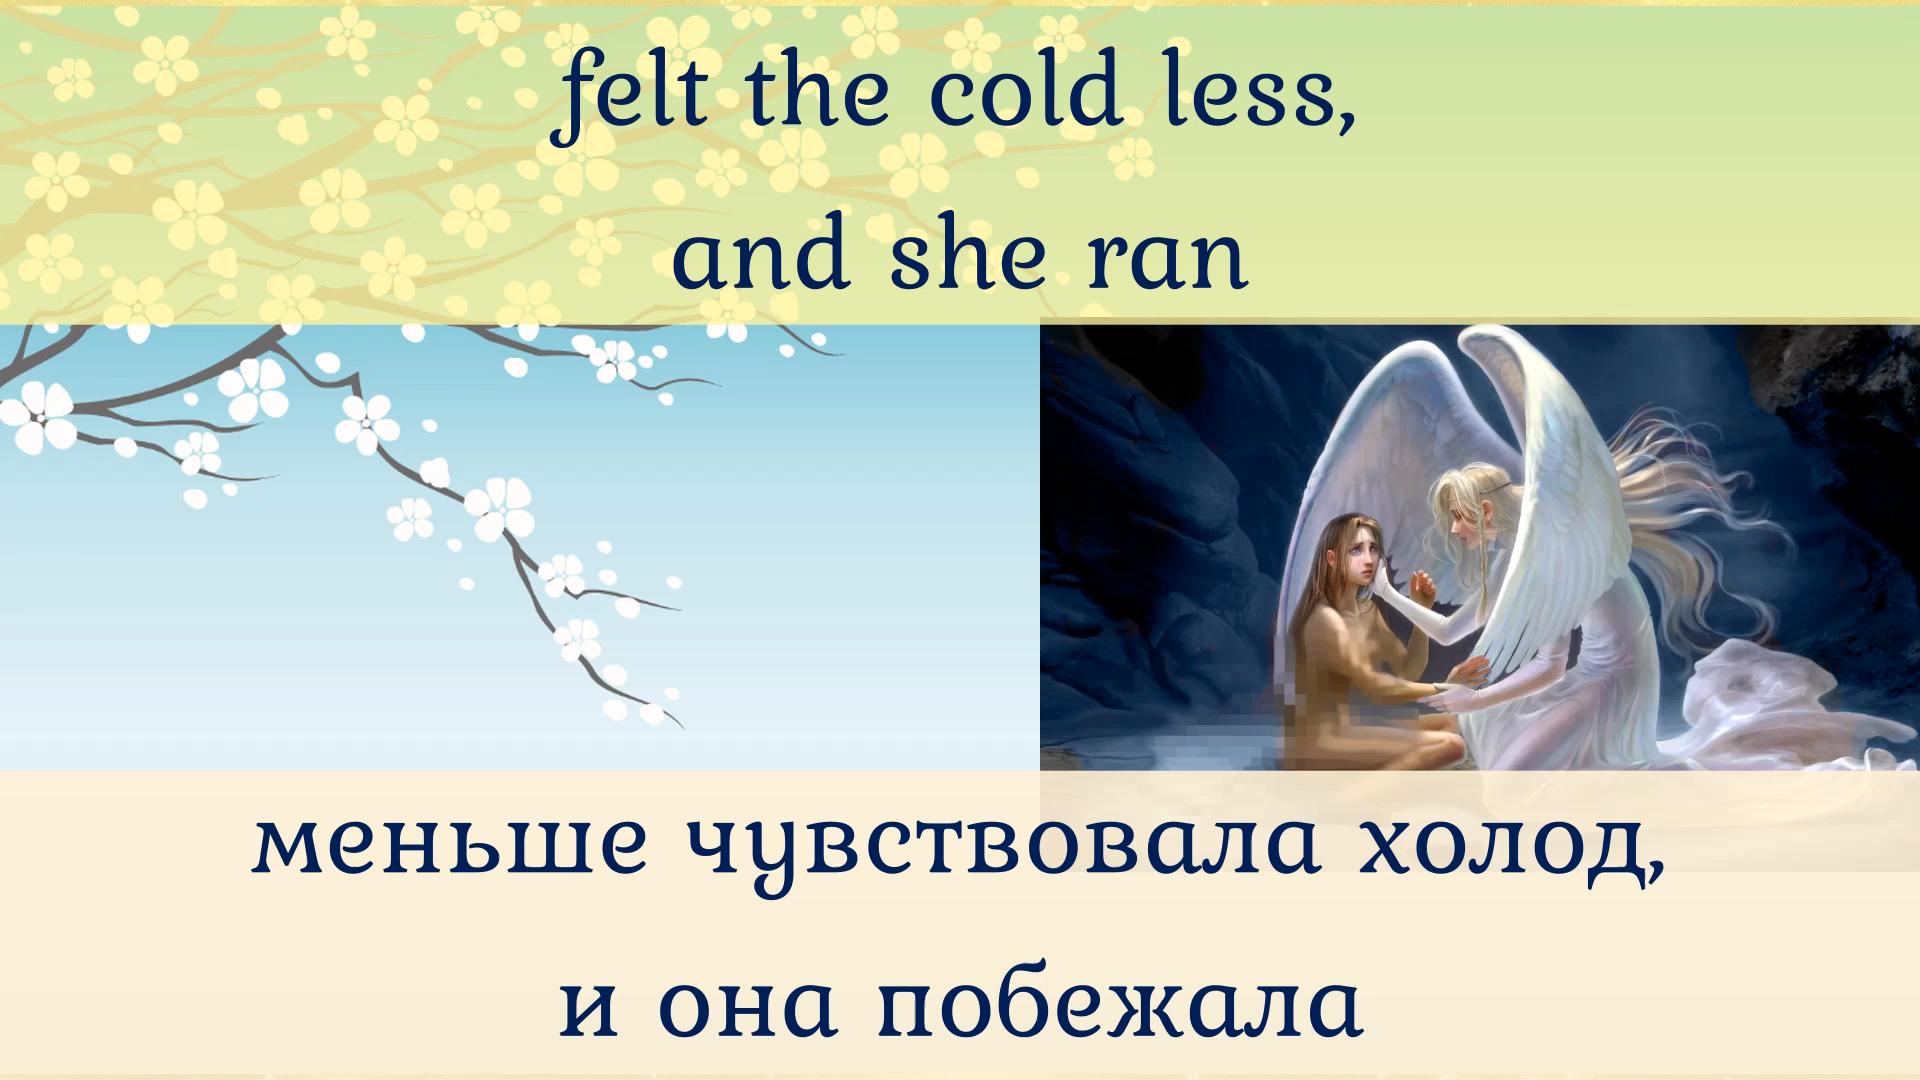 felt the cold less,
and she ran
меньше чувствовала холод,
и она побежала